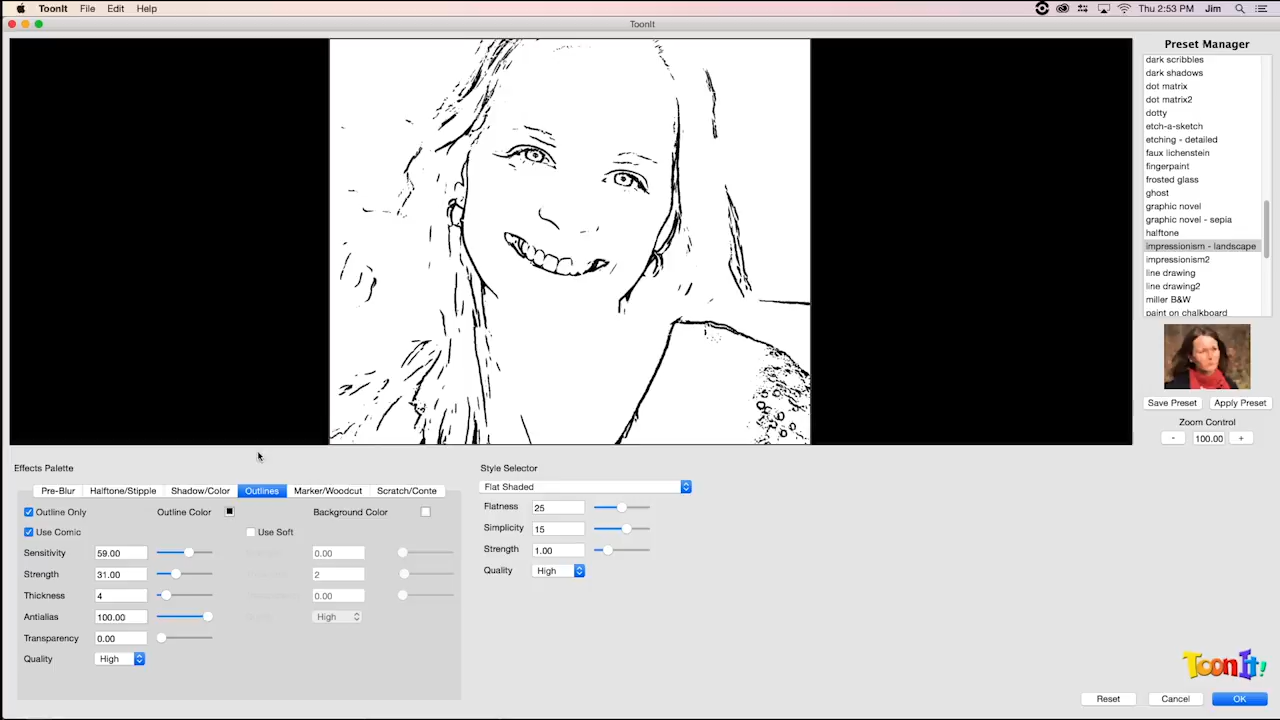 ToonIt File Edit Help
Thu 2:53 PM Jim
ToonIt
Preset Manager
dark scribbles
dark shadows
dot matrix
dot matrix2
dotty
etch-a-sketch
etching - detailed
faux lichenstein
fingerpaint
frosted glass
ghost
graphic novel
graphic novel - sepia
halftone
impressionism - landscape
impressionism2
line drawing
line drawing2
miller B&W
paint on chalkboard
Save Preset Apply Preset
Zoom Control
- 100.00 +
Effects Palette
Pre-Blur Halftone/Stipple Shadow/Color Outlines Marker/Woodcut Scratch/Conte
Outline Only Outline Color Background Color
Use Comic Use Soft
Sensitivity 59.00 0.00
Strength 31.00 2
Thickness 4 0.00
Antialias 100.00 High
Transparency 0.00
Quality High
Style Selector
Flat Shaded
Flatness 25
Simplicity 15
Strength 1.00
Quality High
ToonIt!
Reset Cancel OK